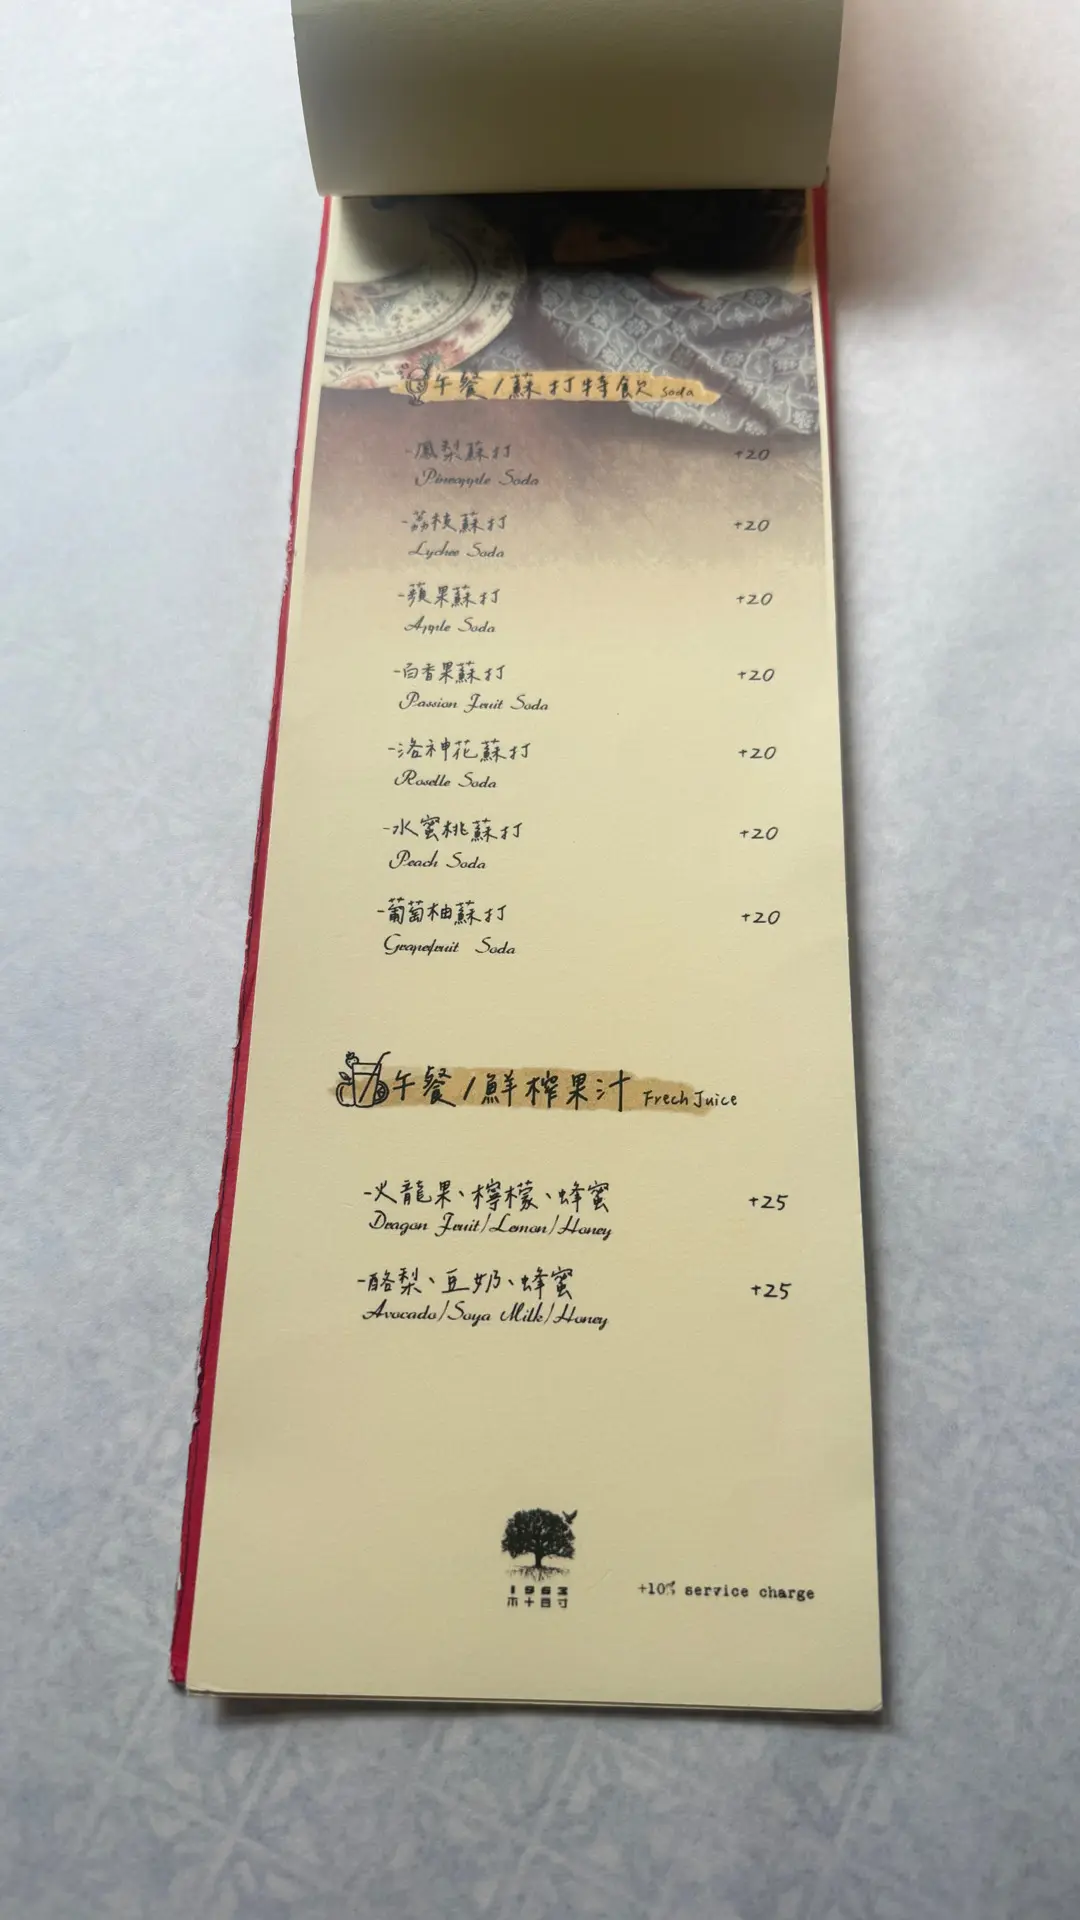 午餐/蘇打特飲 Soda
-鳳梨蘇打 +20
Pineapple Soda
-荔枝蘇打 +20
Lychee Soda
-蘋果蘇打 +20
Apple Soda
-百香果蘇打 +20
Passion Fruit Soda
-洛神花蘇打 +20
Roselle Soda
-水蜜桃蘇打 +20
Peach Soda
-葡萄柚蘇打 +20
Grapefruit Soda
午餐/鮮榨果汁 Frech Juice
-火龍果、檸檬、蜂蜜 +25
Dragon Fruit/Lemon/Honey
-酪梨、豆奶、蜂蜜 +25
Avocado/Soya Milk/Honey
1963
+10% service charge